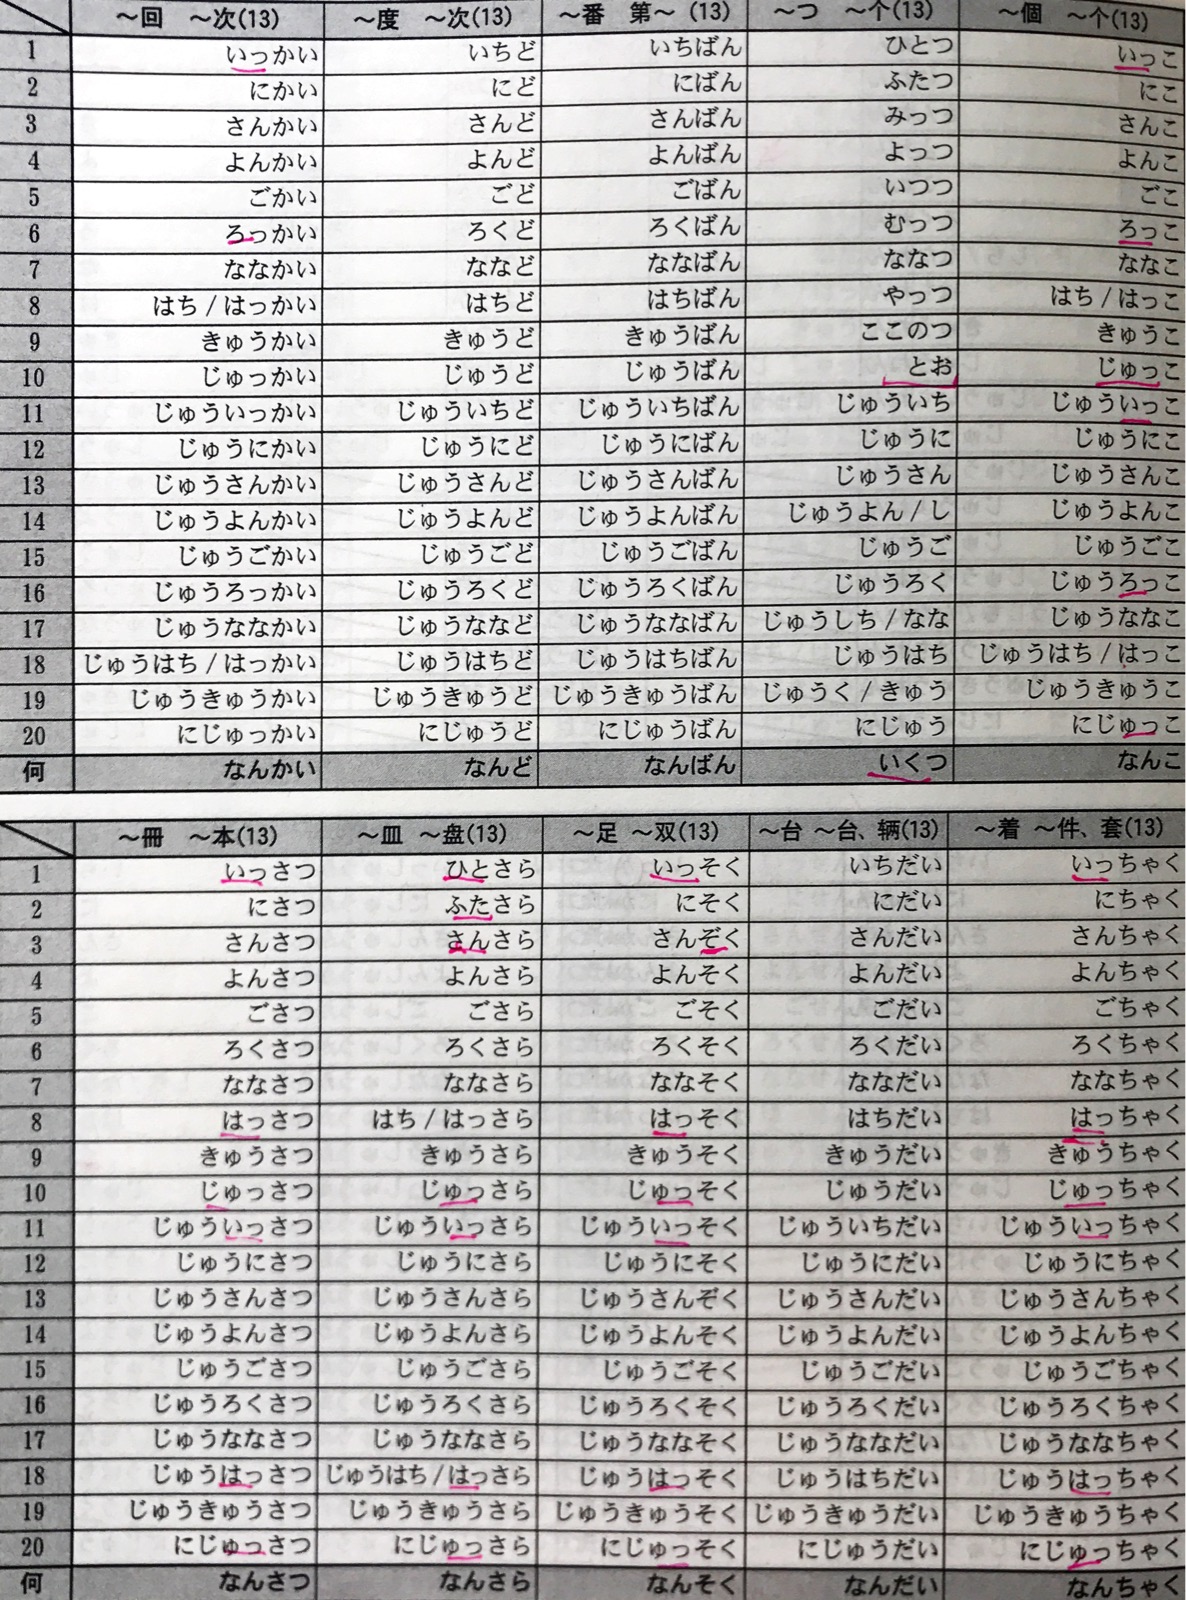 ～回　～次(13)　～度　～次(13)　～番　第～(13)　～つ　～个(13)　～個　～个(13)
1　いっかい　いちど　いちばん　ひとつ　いっこ
2　にかい　にど　にばん　ふたつ　にこ
3　さんかい　さんど　さんばん　みっつ　さんこ
4　よんかい　よんど　よんばん　よっつ　よんこ
5　ごかい　ごど　ごばん　いつつ　ごこ
6　ろっかい　ろくど　ろくばん　むっつ　ろっこ
7　ななかい　ななど　ななばん　ななつ　ななこ
8　はち / はっかい　はちど　はちばん　やっつ　はち / はっこ
9　きゅうかい　きゅうど　きゅうばん　ここのつ　きゅうこ
10　じゅっかい　じゅうど　じゅうばん　とお　じゅっこ
11　じゅういっかい　じゅういちど　じゅういちばん　じゅういち　じゅういっこ
12　じゅうにかい　じゅうにど　じゅうにばん　じゅうに　じゅうにこ
13　じゅうさんかい　じゅうさんど　じゅうさんばん　じゅうさん　じゅうさんこ
14　じゅうよんかい　じゅうよんど　じゅうよんばん　じゅうよん / し　じゅうよんこ
15　じゅうごかい　じゅうごど　じゅうごばん　じゅうご　じゅうごこ
16　じゅうろっかい　じゅうろくど　じゅうろくばん　じゅうろく　じゅうろっこ
17　じゅうななかい　じゅうななど　じゅうななばん　じゅうしち / なな　じゅうななこ
18　じゅうはち / はっかい　じゅうはちど　じゅうはちばん　じゅうはち　じゅうはち / はっこ
19　じゅうきゅうかい　じゅうきゅうど　じゅうきゅうばん　じゅうく / きゅう　じゅうきゅうこ
20　にじゅっかい　にじゅうど　にじゅうばん　にじゅう　にじゅっこ
何　なんかい　なんど　なんばん　いくつ　なんこ
～冊　～本(13)　～皿　～盘(13)　～足　～双(13)　～台　～台、辆(13)　～着　～件、套(13)
1　いっさつ　ひとさら　いっそく　いちだい　いっちゃく
2　にさつ　ふたさら　にそく　にだい　にちゃく
3　さんさつ　さんさら　さんぞく　さんだい　さんちゃく
4　よんさつ　よんさら　よんそく　よんだい　よんちゃく
5　ごさつ　ごさら　ごそく　ごだい　ごちゃく
6　ろくさつ　ろくさら　ろくそく　ろくだい　ろくちゃく
7　ななさつ　ななさら　ななそく　ななだい　ななちゃく
8　はっさつ　はち / はっさら　はっそく　はちだい　はっちゃく
9　きゅうさつ　きゅうさら　きゅうそく　きゅうだい　きゅうちゃく
10　じゅっさつ　じゅっさら　じゅっそく　じゅうだい　じゅっちゃく
11　じゅういっさつ　じゅういっさら　じゅういっそく　じゅういちだい　じゅういっちゃく
12　じゅうにさつ　じゅうにさら　じゅうにそく　じゅうにだい　じゅうにちゃく
13　じゅうさんさつ　じゅうさんさら　じゅうさんぞく　じゅうさんだい　じゅうさんちゃく
14　じゅうよんさつ　じゅうよんさら　じゅうよんそく　じゅうよんだい　じゅうよんちゃく
15　じゅうごさつ　じゅうごさら　じゅうごそく　じゅうごだい　じゅうごちゃく
16　じゅうろくさつ　じゅうろくさら　じゅうろくそく　じゅうろくだい　じゅうろくちゃく
17　じゅうななさつ　じゅうななさら　じゅうななそく　じゅうななだい　じゅうななちゃく
18　じゅうはっさつ　じゅうはち / はっさら　じゅうはっそく　じゅうはちだい　じゅうはっちゃく
19　じゅうきゅうさつ　じゅうきゅうさら　じゅうきゅうそく　じゅうきゅうだい　じゅうきゅうちゃく
20　にじゅっさつ　にじゅっさら　にじゅっそく　にじゅうだい　にじゅっちゃく
何　なんさつ　なんさら　なんそく　なんだい　なんちゃく